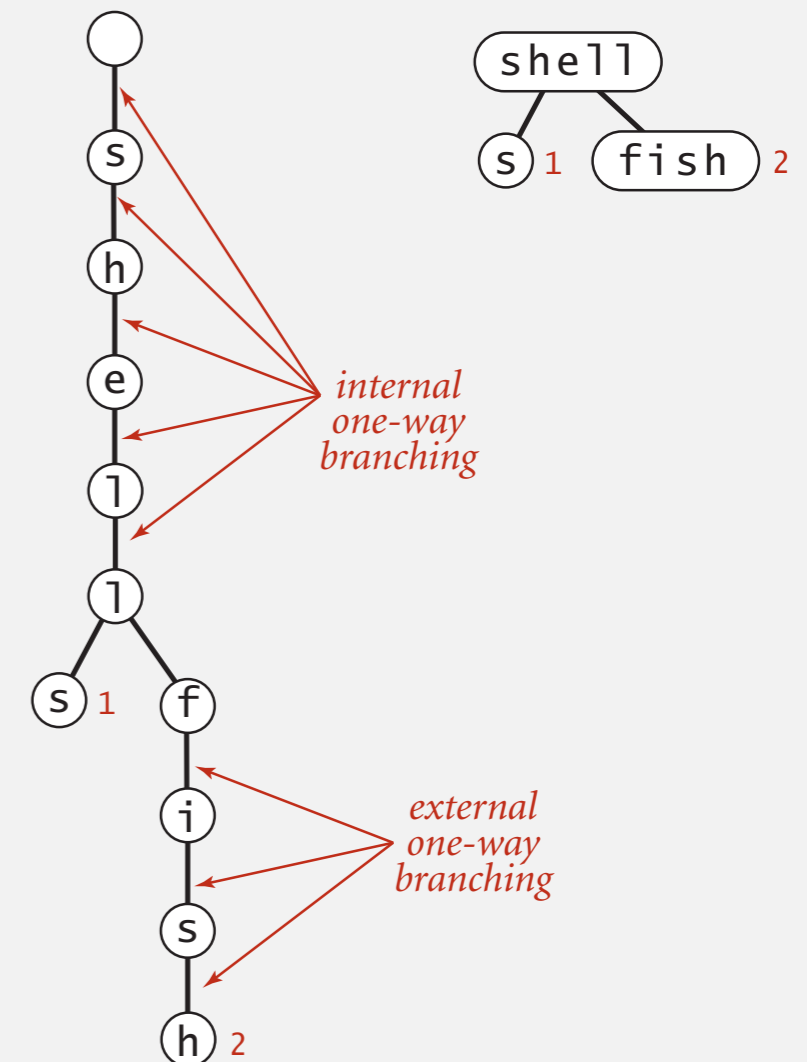 shell
s 1 fish 2
s
h
e
internal
one-way
branching
l
l
s 1 f
i
external
one-way
branching
s
h 2